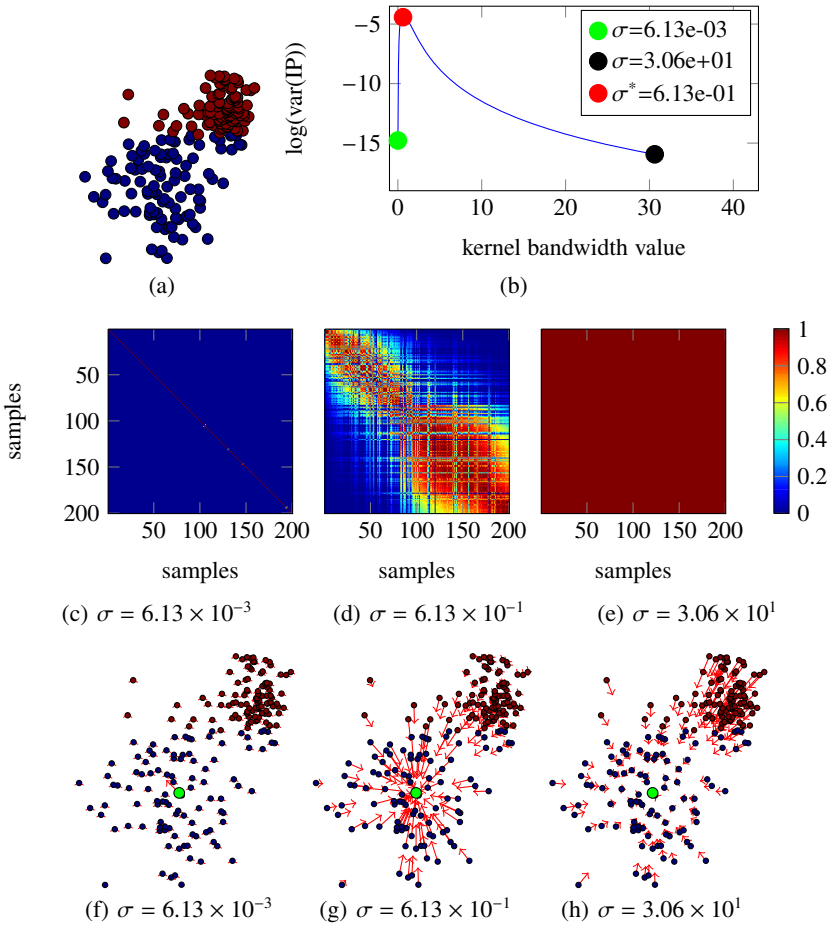 −5
−10
−15
log(var(IP))
σ=6.13e-03
σ=3.06e+01
σ*=6.13e-01
0 10 20 30 40
kernel bandwidth value
(a)
(b)
samples
50
100
150
200
50 100 150 200
samples
50 100 150 200
samples
50 100 150 200
samples
1
0.8
0.6
0.4
0.2
0
(c) σ = 6.13 × 10⁻³
(d) σ = 6.13 × 10⁻¹
(e) σ = 3.06 × 10¹
(f) σ = 6.13 × 10⁻³
(g) σ = 6.13 × 10⁻¹
(h) σ = 3.06 × 10¹